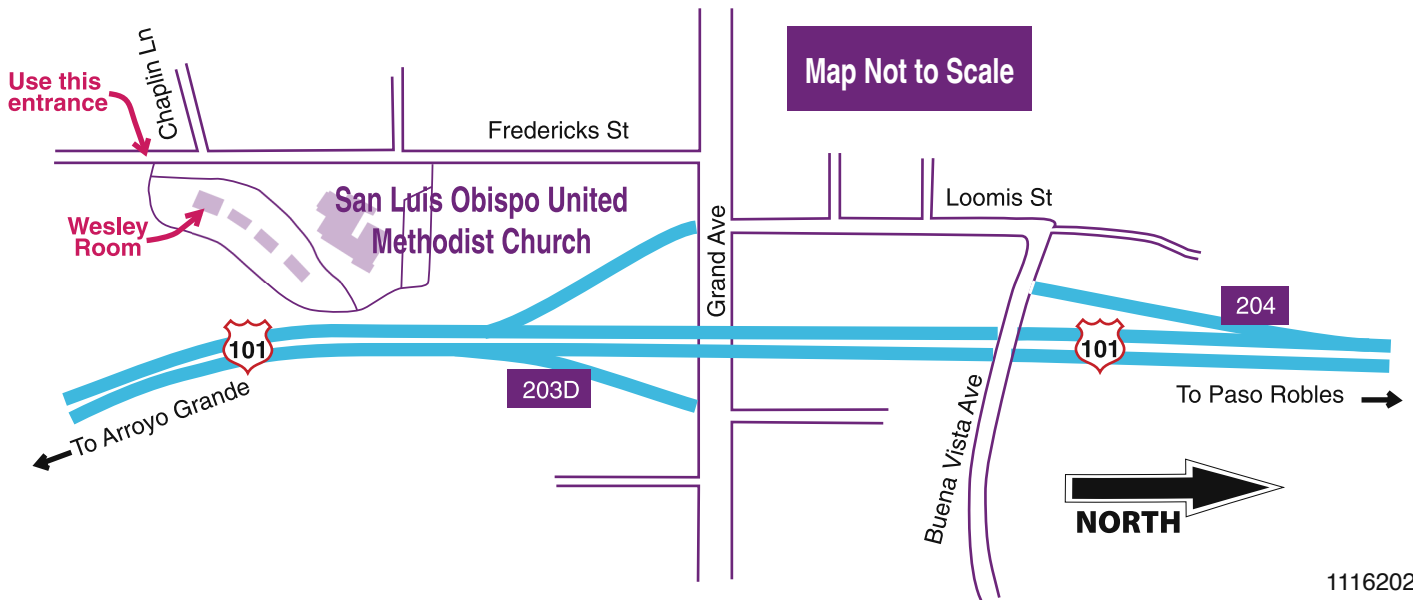 Chaplin Ln
Use this
entrance
Map Not to Scale
Fredericks St
San Luis Obispo United
Methodist Church
Loomis St
Wesley
Room
Grand Ave
204
101
101
203D
To Paso Robles
To Arroyo Grande
Buena Vista Ave
NORTH
1116202